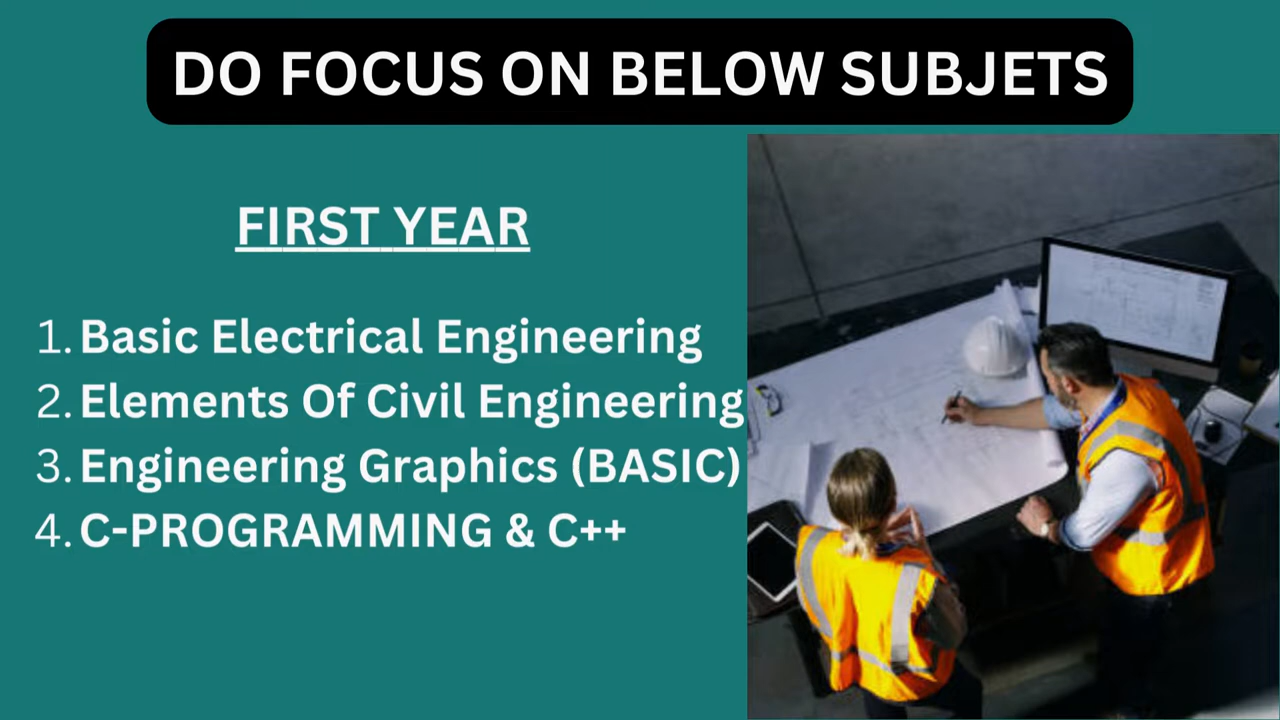 DO FOCUS ON BELOW SUBJETS
FIRST YEAR
1. Basic Electrical Engineering
2. Elements Of Civil Engineering
3. Engineering Graphics (BASIC)
4. C-PROGRAMMING & C++